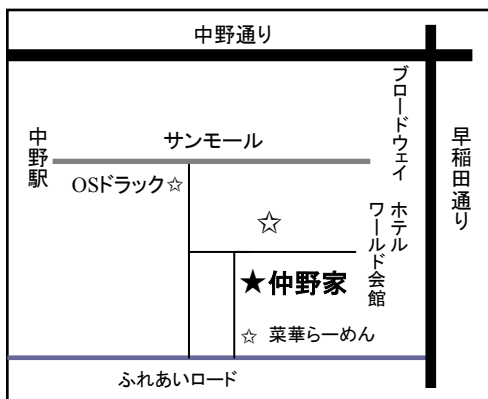 中野通り
ブロードウェイ
早稲田通り
中野駅
サンモール
OSドラック☆
☆
ホテル
ワールド会館
★仲野家
☆ 菜華らーめん
ふれあいロード